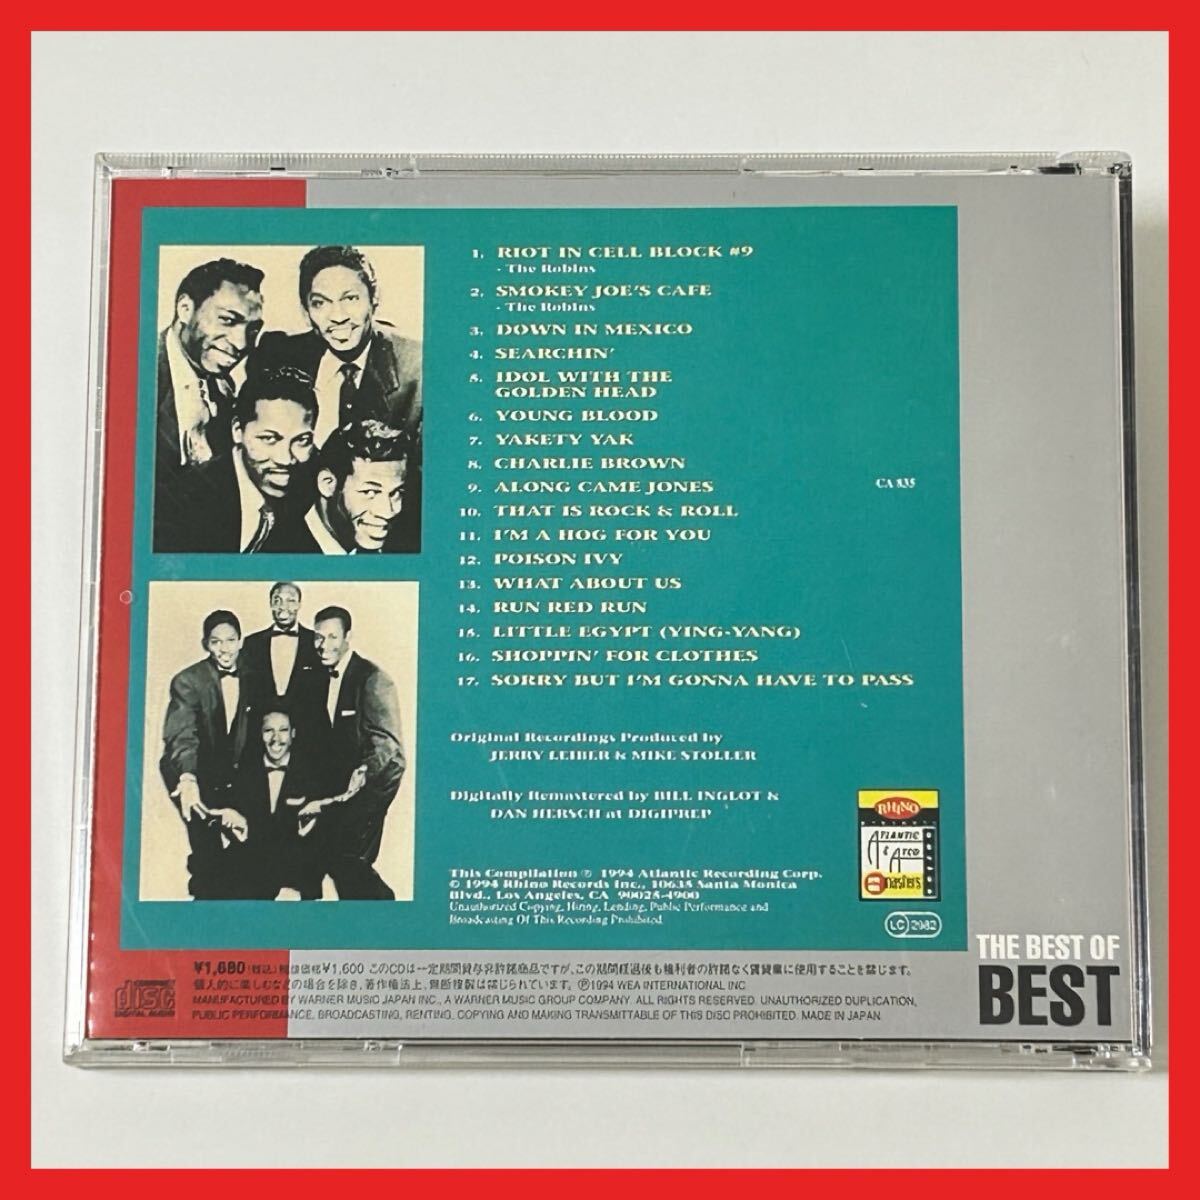 1. RIOT IN CELL BLOCK #9
- The Robins
2. SMOKEY JOE'S CAFE
- The Robins
3. DOWN IN MEXICO
4. SEARCHIN'
5. IDOL WITH THE
GOLDEN HEAD
6. YOUNG BLOOD
7. YAKETY YAK
8. CHARLIE BROWN
9. ALONG CAME JONES
10. THAT IS ROCK & ROLL
11. I'M A HOG FOR YOU
12. POISON IVY
13. WHAT ABOUT US
14. RUN RED RUN
15. LITTLE EGYPT (YING-YANG)
16. SHOPPIN' FOR CLOTHES
17. SORRY BUT I'M GONNA HAVE TO PASS
CA 835
Original Recordings Produced by
JERRY LEIBER & MIKE STOLLER
Digitally Remastered by BILL INGLOT &
DAN HERSCH at DIGIPREP
This Compilation ℗ 1994 Atlantic Recording Corp.
© 1994 Rhino Records Inc., 10635 Santa Monica
Blvd., Los Angeles, CA 90025-4900
Unauthorized Copying, Hiring, Lending, Public Performance and
Broadcasting Of This Recording Prohibited.
RHINO
ATLANTIC
& ATCO
masters
LC 2982
THE BEST OF
BEST
disc
DIGITAL AUDIO
¥1,680(税込)税抜価格¥1,600 このCDは一定期間貸与非許諾商品ですが、この期間経過後も権利者の許諾なく賃貸業に使用することを禁じます。
個人的に楽しむなどの場合を除き、著作権法上、無断複製は禁じられています。 ℗1994 WEA INTERNATIONAL INC
MANUFACTURED BY WARNER MUSIC JAPAN INC., A WARNER MUSIC GROUP COMPANY. ALL RIGHTS RESERVED. UNAUTHORIZED DUPLICATION,
PUBLIC PERFORMANCE, BROADCASTING, RENTING, COPYING AND MAKING TRANSMITTABLE OF THIS DISC PROHIBITED. MADE IN JAPAN.